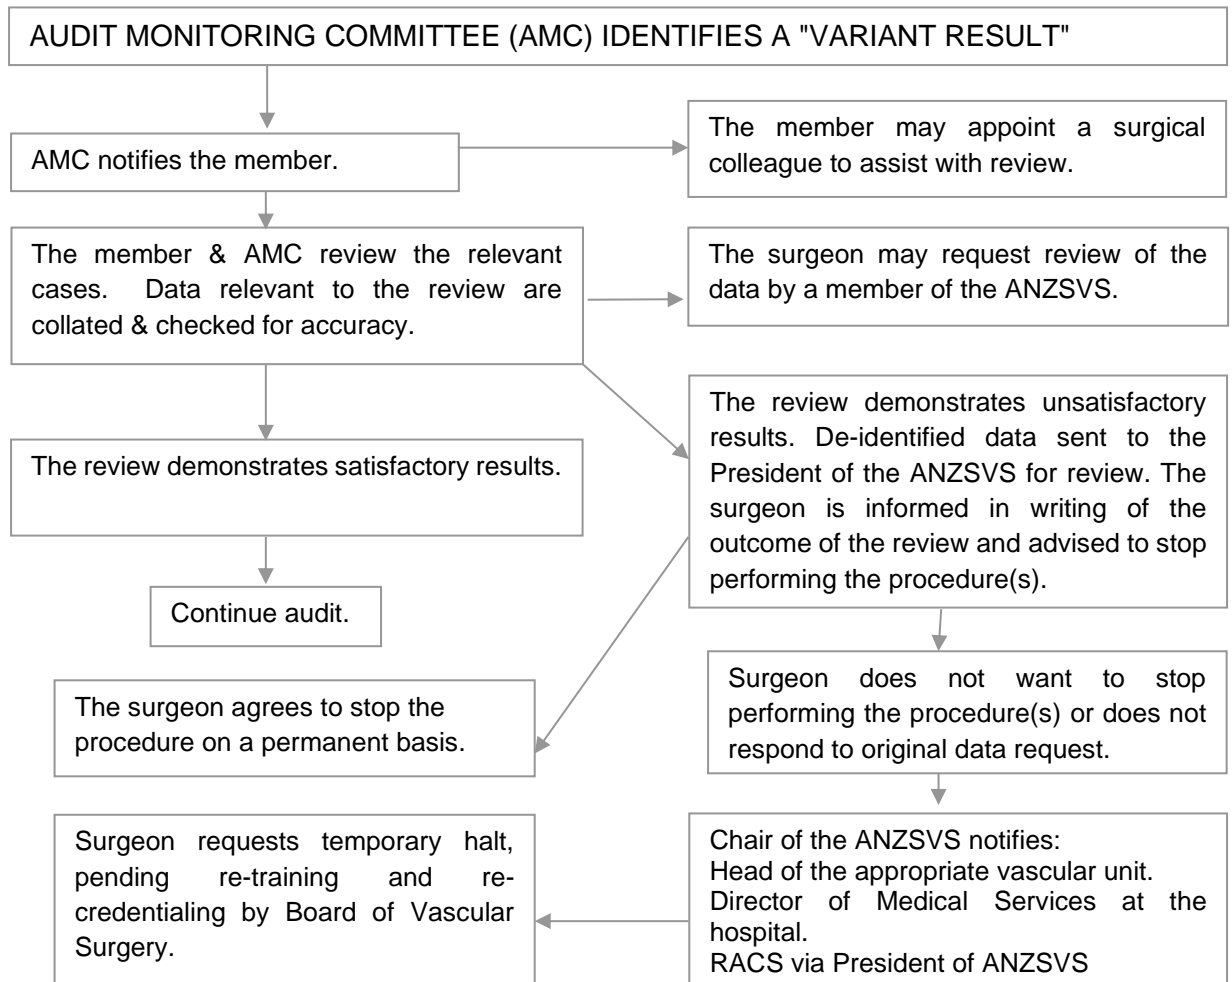 AUDIT MONITORING COMMITTEE (AMC) IDENTIFIES A "VARIANT RESULT"
AMC notifies the member.
The member may appoint a surgical
colleague to assist with review.
The member & AMC review the relevant
cases. Data relevant to the review are
collated & checked for accuracy.
The surgeon may request review of the
data by a member of the ANZSVS.
The review demonstrates satisfactory results.
The review demonstrates unsatisfactory
results. De-identified data sent to the
President of the ANZSVS for review. The
surgeon is informed in writing of the
outcome of the review and advised to stop
performing the procedure(s).
Continue audit.
The surgeon agrees to stop the
procedure on a permanent basis.
Surgeon does not want to stop
performing the procedure(s) or does not
respond to original data request.
Surgeon requests temporary halt,
pending re-training and re-
credentialing by Board of Vascular
Surgery.
Chair of the ANZSVS notifies:
Head of the appropriate vascular unit.
Director of Medical Services at the
hospital.
RACS via President of ANZSVS